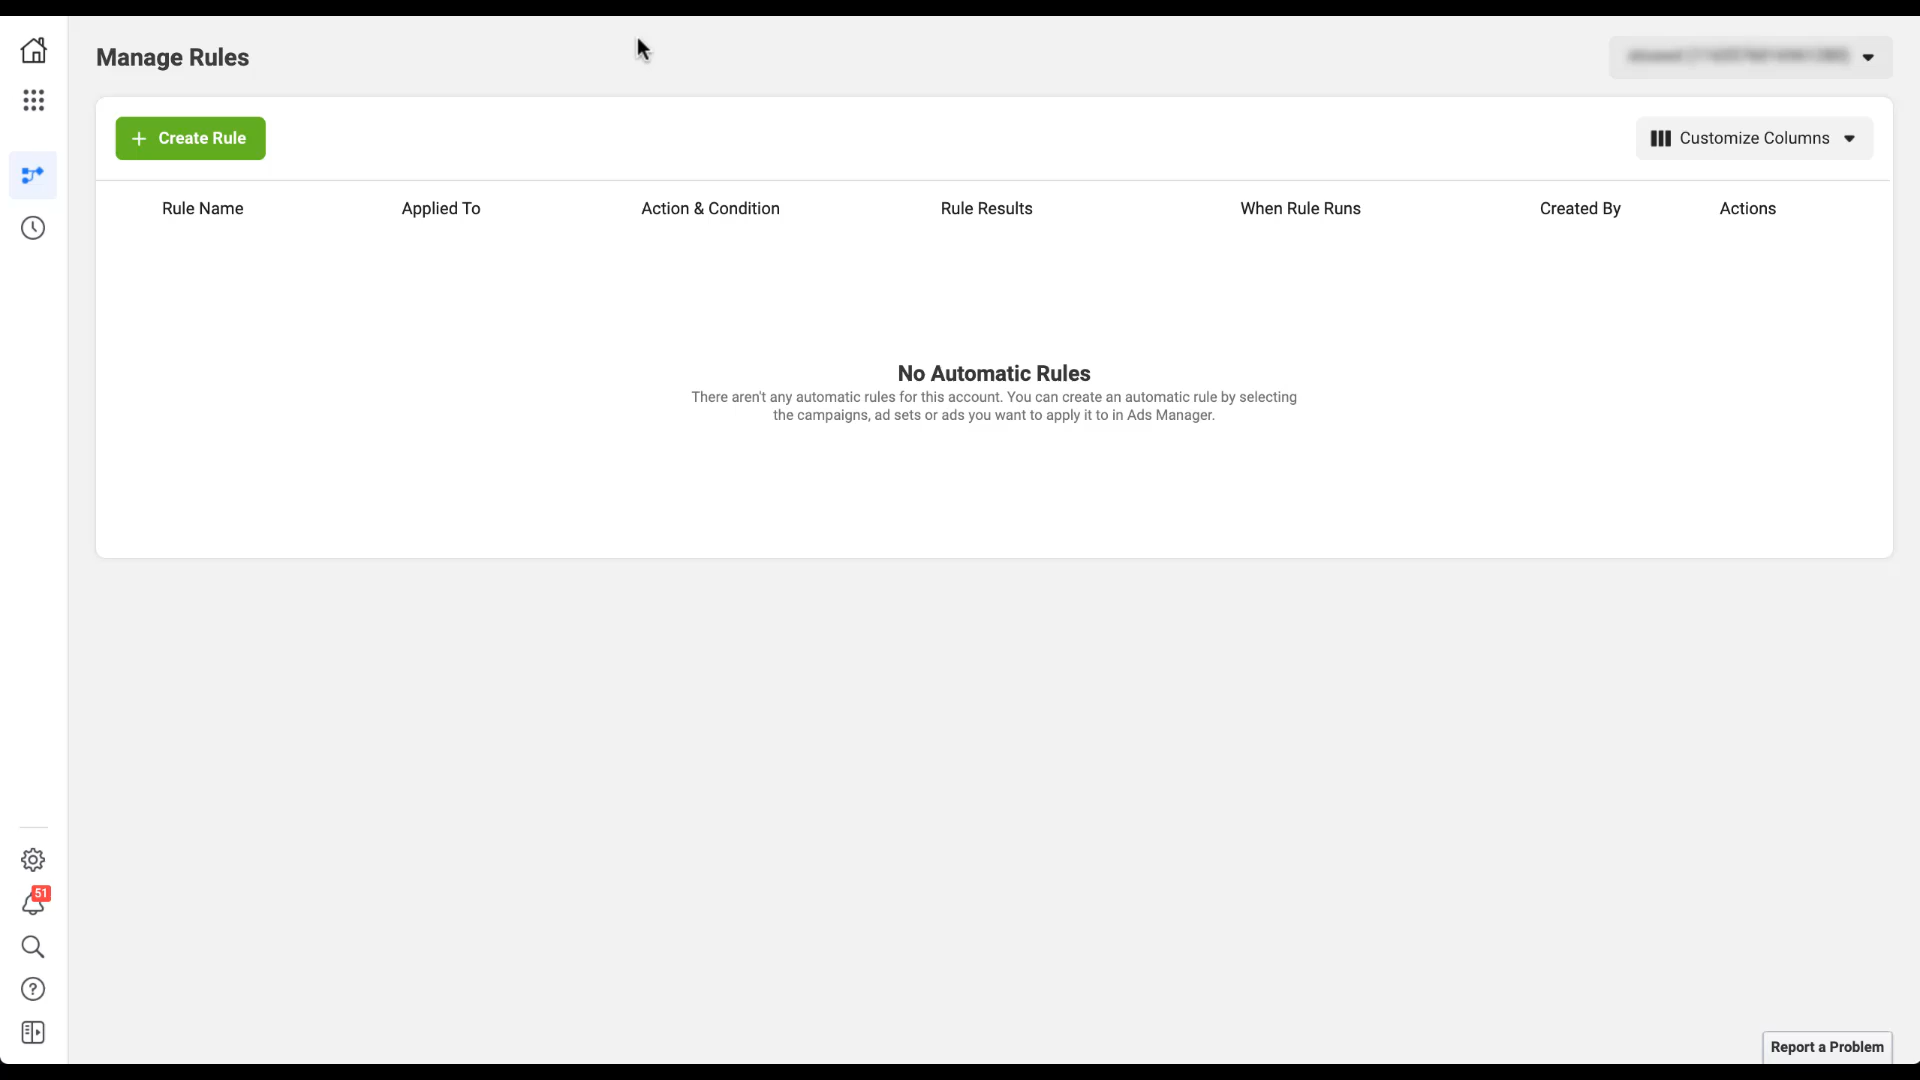 Manage Rules
Create Rule
Customize Columns
Rule Name
Applied To
Action & Condition
Rule Results
When Rule Runs
Created By
Actions
No Automatic Rules
There aren't any automatic rules for this account. You can create an automatic rule by selecting
the campaigns, ad sets or ads you want to apply it to in Ads Manager.
51
Report a Problem